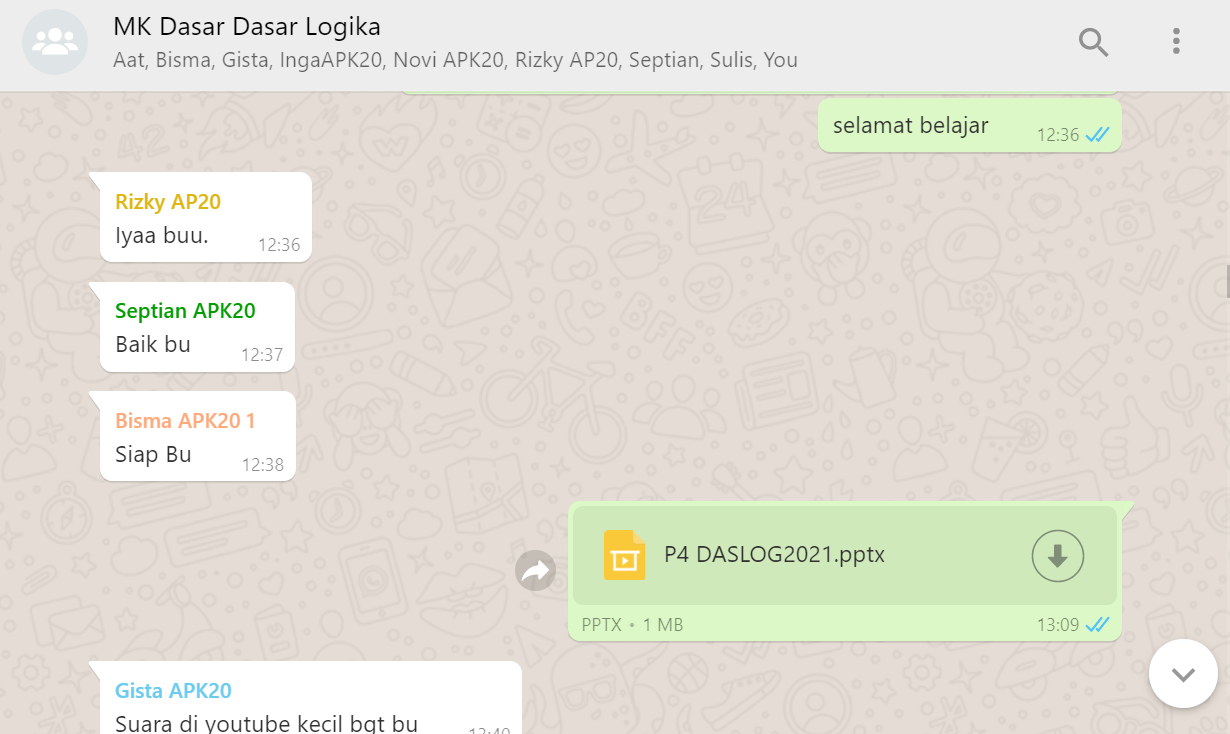 MK Dasar Dasar Logika
Aat, Bisma, Gista, IngaAPK20, Novi APK20, Rizky AP20, Septian, Sulis, You
selamat belajar 12:36
Rizky AP20
Iyaa buu. 12:36
Septian APK20
Baik bu 12:37
Bisma APK20 1
Siap Bu 12:38
P4 DASLOG2021.pptx
PPTX • 1 MB 13:09
Gista APK20
Suara di youtube kecil bgt bu 13:40